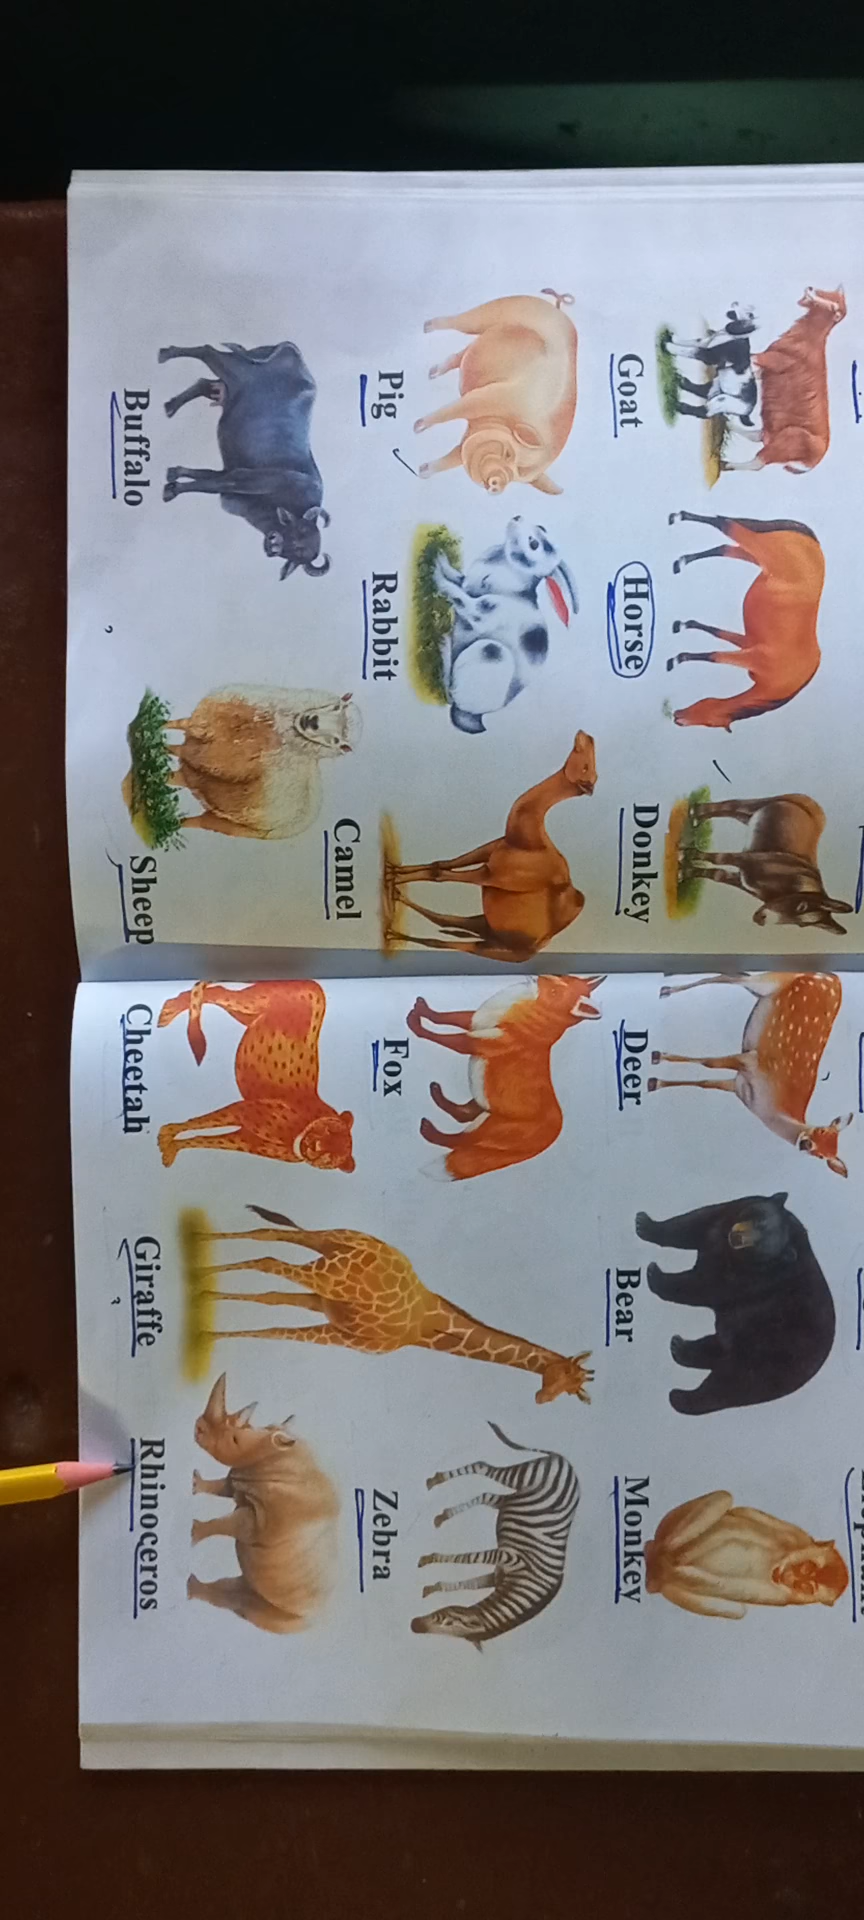 Goat
Horse
Donkey
Pig
Rabbit
Camel
Buffalo
Sheep
Deer
Bear
Monkey
Fox
Zebra
Cheetah
Giraffe
Rhinoceros